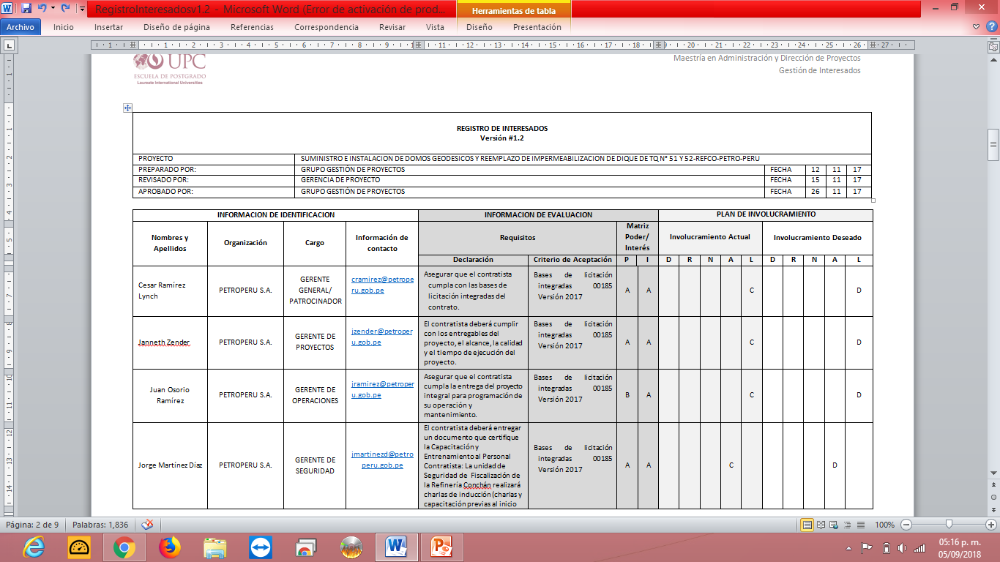 RegistroInteresadosv1.2 - Microsoft Word (Error de activación de prod...
Herramientas de tabla
Archivo Inicio Insertar Diseño de página Referencias Correspondencia Revisar Vista Diseño Presentación
UPC
ESCUELA DE POSTGRADO
Laureate International Universities
Maestría en Administración y Dirección de Proyectos
Gestión de Interesados
REGISTRO DE INTERESADOS
Versión #1.2
PROYECTO SUMINISTRO E INSTALACION DE DOMOS GEODESICOS Y REEMPLAZO DE IMPERMEABILIZACION DE DIQUE DE TQ N° 51 Y 52-REFCO-PETRO-PERU
PREPARADO POR: GRUPO GESTIÓN DE PROYECTOS FECHA 12 11 17
REVISADO POR: GERENCIA DE PROYECTO FECHA 15 11 17
APROBADO POR: GRUPO GESTIÓN DE PROYECTOS FECHA 26 11 17
INFORMACION DE IDENTIFICACION INFORMACION DE EVALUACION PLAN DE INVOLUCRAMIENTO
Nombres y
Apellidos
Organización
Cargo
Información de
contacto
Requisitos
Matriz
Poder/
Interés
Involucramiento Actual
Involucramiento Deseado
Declaración Criterio de Aceptación P I D R N A L D R N A L
Cesar Ramírez
Lynch
PETROPERU S.A.
GERENTE
GENERAL/
PATROCINADOR
cramirez@petrope
ru.gob.pe
Asegurar que el contratista
cumpla con las bases de
licitación integradas del
contrato.
Bases de licitación
integradas 00185
Versión 2017
A A C D
Janneth Zender
PETROPERU S.A.
GERENTE DE
PROYECTOS
jzender@petroper
u.gob.pe
El contratista deberá cumplir
con los entregables del
proyecto, el alcance, la calidad
y el tiempo de ejecución del
proyecto.
Bases de licitación
integradas 00185
Versión 2017
A A C D
Juan Osorio
Ramírez
PETROPERU S.A.
GERENTE DE
OPERACIONES
jramirez@petroper
u.gob.pe
Asegurar que el contratista
cumpla la entrega del proyecto
integral para programación de
su operación y
mantenimiento.
Bases de licitación
integradas 00185
Versión 2017
B A C D
Jorge Martínez Díaz
PETROPERU S.A.
GERENTE DE
SEGURIDAD
jmartinezd@petro
peru.gob.pe
El contratista deberá entregar
un documento que certifique
la Capacitación y
Entrenamiento al Personal
Contratista: La unidad de
Seguridad de Fiscalización de
la Refinería Conchán realizará
charlas de inducción (charlas y
capacitación previas al inicio
Bases de licitación
integradas 00185
Versión 2017
A A C D
Página: 2 de 9 Palabras: 1,836 100%
05:16 p. m.
05/09/2018